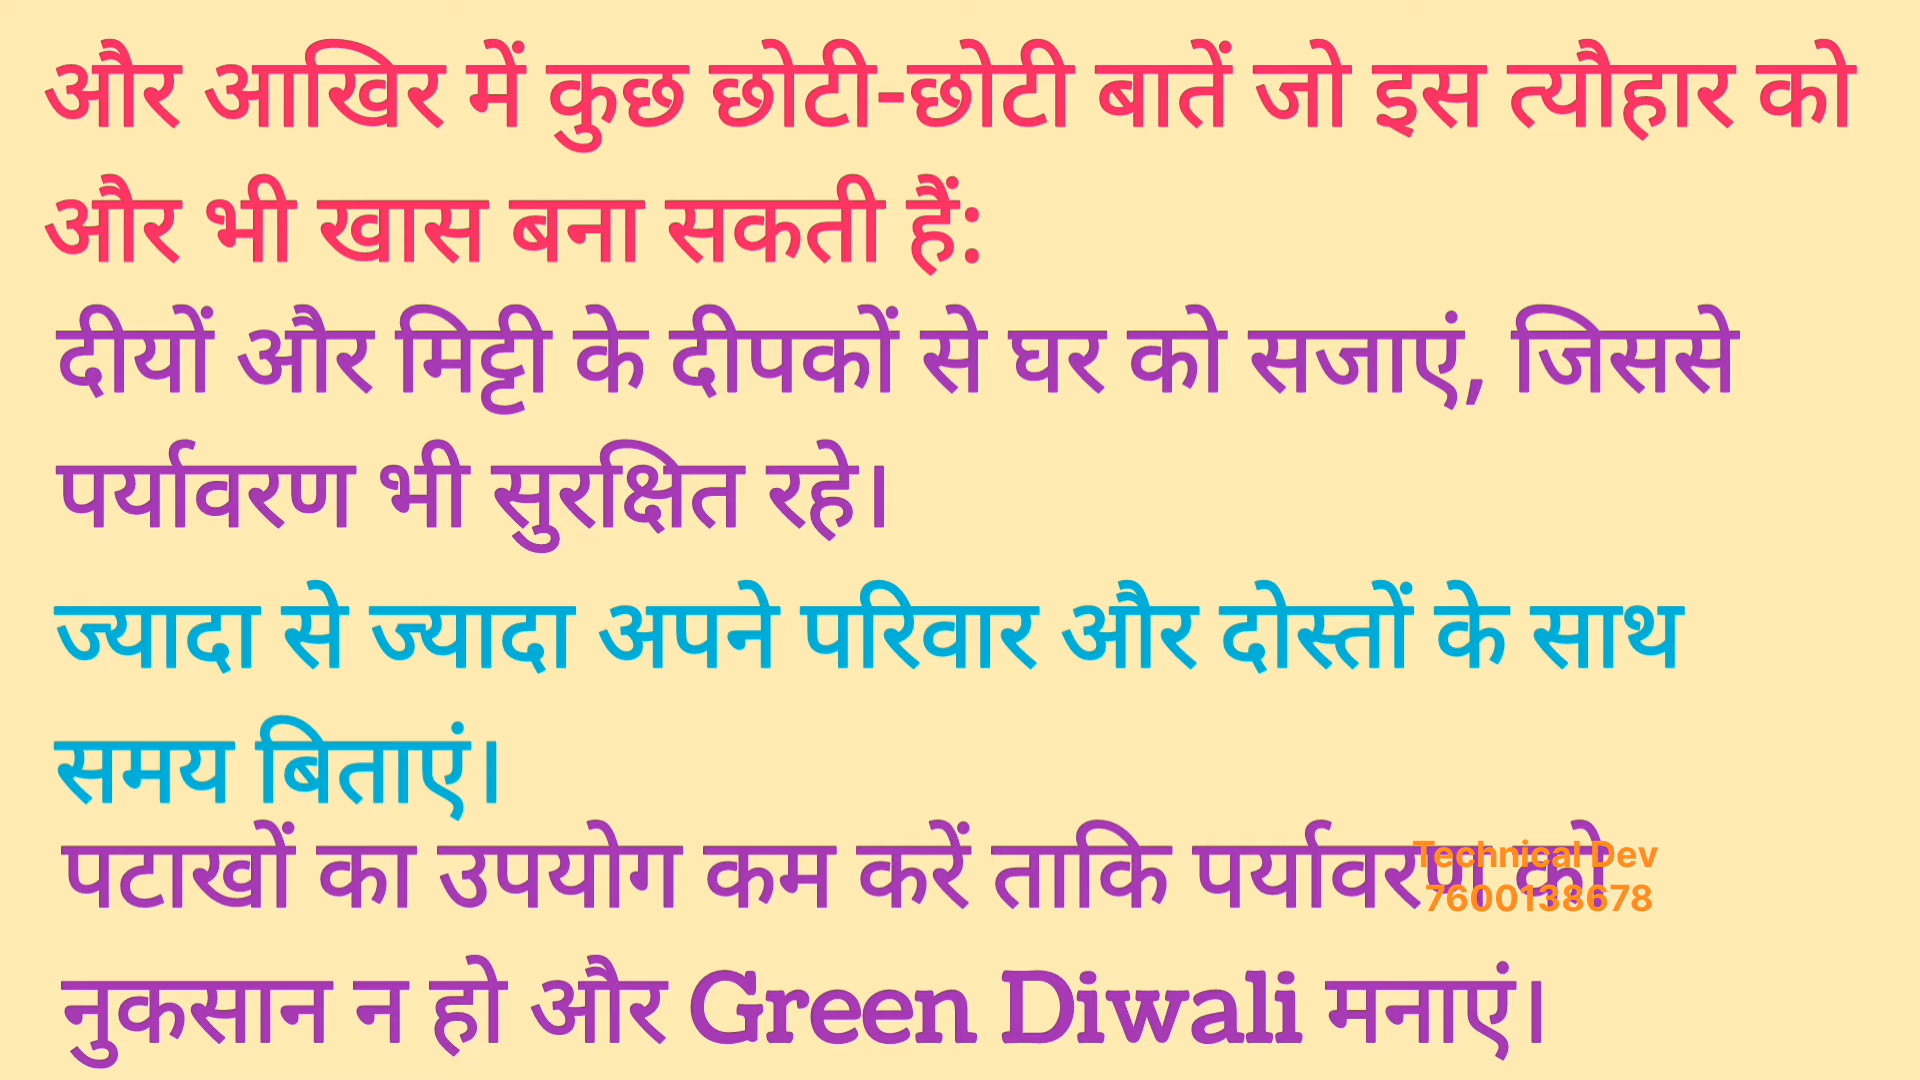 और आखिर में कुछ छोटी-छोटी बातें जो इस त्यौहार को
और भी खास बना सकती हैं:
दीयों और मिट्टी के दीपकों से घर को सजाएं, जिससे
पर्यावरण भी सुरक्षित रहे।
ज्यादा से ज्यादा अपने परिवार और दोस्तों के साथ
समय बिताएं।
पटाखों का उपयोग कम करें ताकि पर्यावरण को
Technical Dev
7600138678
नुकसान न हो और Green Diwali मनाएं।